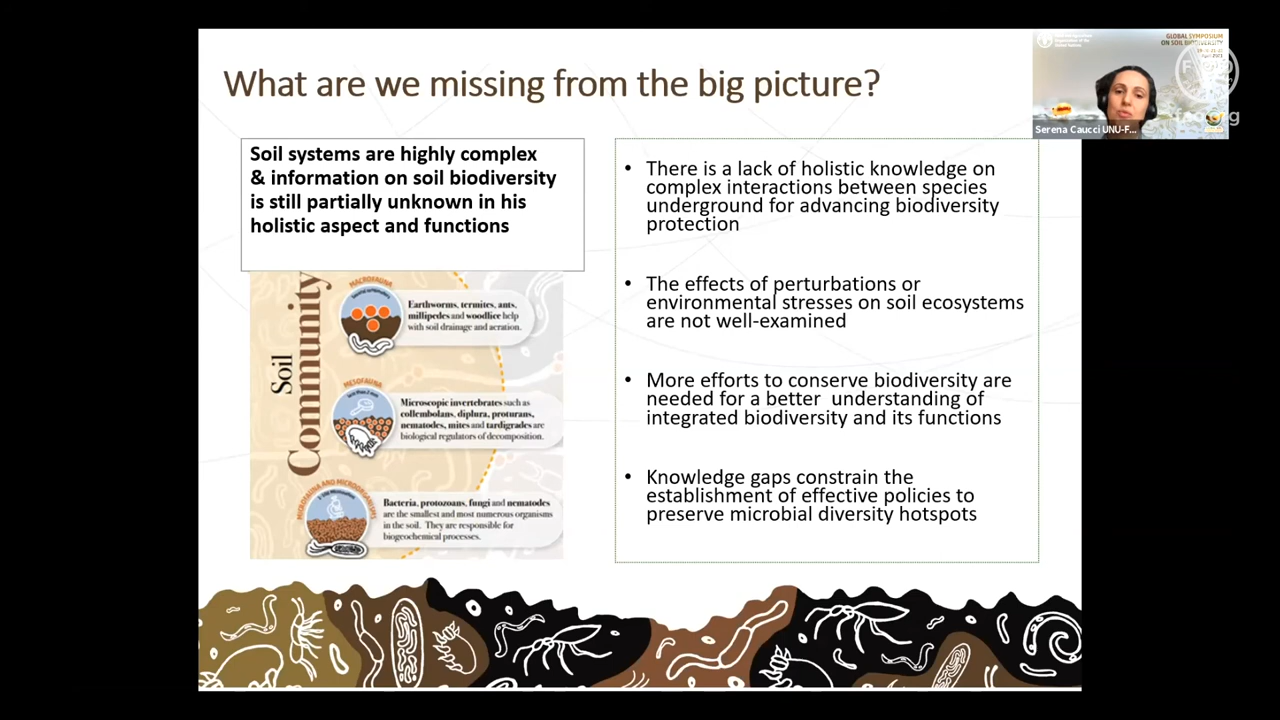 What are we missing from the big picture?
GLOBAL SYMPOSIUM
ON SOIL BIODIVERSITY
Serena Caucci UNU-F...
Soil systems are highly complex
& information on soil biodiversity
is still partially unknown in his
holistic aspect and functions
Soil
Community
MACROFAUNA
Earthworms, termites, ants,
millipedes and woodlice help
with soil drainage and aeration.
MESOFAUNA
Microscopic invertebrates such as
collembolans, diplura, proturans,
nematodes, mites and tardigrades are
biological regulators of decomposition.
MICROFAUNA AND MICROORGANISMS
Bacteria, protozoans, fungi and nematodes
are the smallest and most numerous organisms
in the soil. They are responsible for
biogeochemical processes.
• There is a lack of holistic knowledge on
complex interactions between species
underground for advancing biodiversity
protection
• The effects of perturbations or
environmental stresses on soil ecosystems
are not well-examined
• More efforts to conserve biodiversity are
needed for a better understanding of
integrated biodiversity and its functions
• Knowledge gaps constrain the
establishment of effective policies to
preserve microbial diversity hotspots